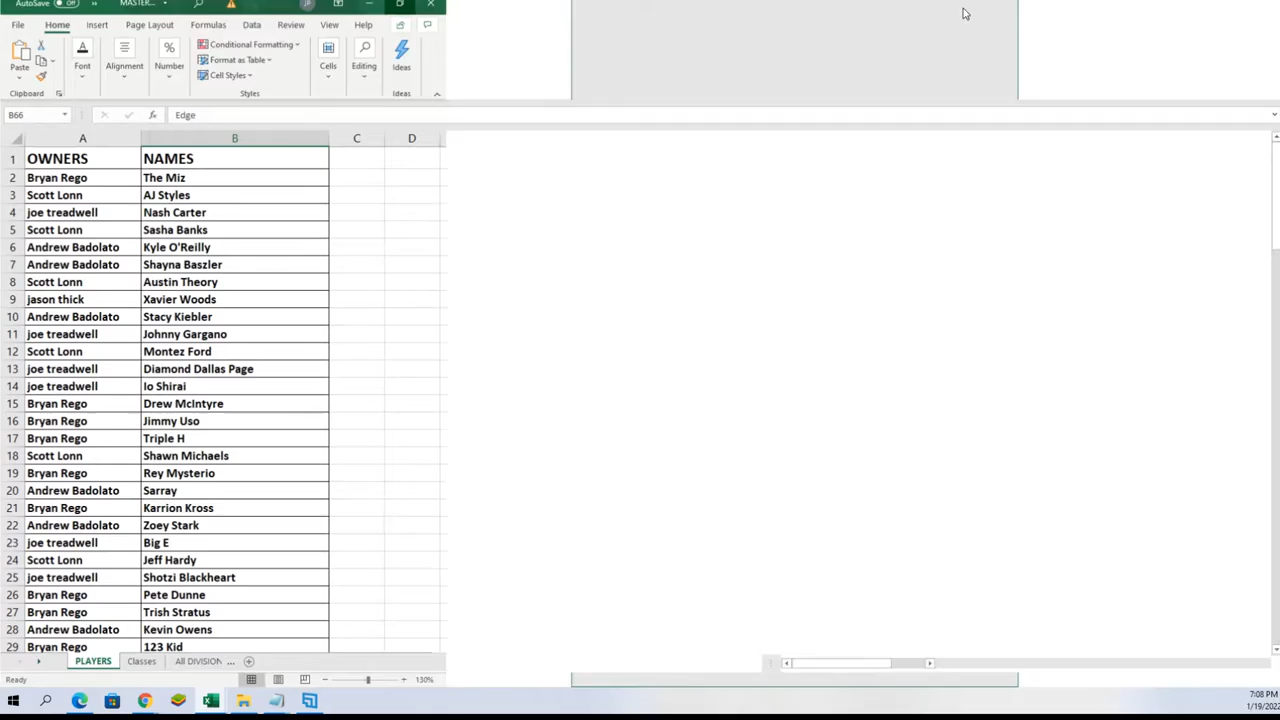 AutoSave Off MASTER... JP
File Home Insert Page Layout Formulas Data Review View Help
Paste Font Alignment Number Conditional Formatting Format as Table Cell Styles Cells Editing Ideas
Clipboard Styles Ideas
B66 fx Edge
A B C D
1 OWNERS NAMES
2 Bryan Rego The Miz
3 Scott Lonn AJ Styles
4 joe treadwell Nash Carter
5 Scott Lonn Sasha Banks
6 Andrew Badolato Kyle O'Reilly
7 Andrew Badolato Shayna Baszler
8 Scott Lonn Austin Theory
9 jason thick Xavier Woods
10 Andrew Badolato Stacy Kiebler
11 joe treadwell Johnny Gargano
12 Scott Lonn Montez Ford
13 joe treadwell Diamond Dallas Page
14 joe treadwell Io Shirai
15 Bryan Rego Drew McIntyre
16 Bryan Rego Jimmy Uso
17 Bryan Rego Triple H
18 Scott Lonn Shawn Michaels
19 Bryan Rego Rey Mysterio
20 Andrew Badolato Sarray
21 Bryan Rego Karrion Kross
22 Andrew Badolato Zoey Stark
23 joe treadwell Big E
24 Scott Lonn Jeff Hardy
25 joe treadwell Shotzi Blackheart
26 Bryan Rego Pete Dunne
27 Bryan Rego Trish Stratus
28 Andrew Badolato Kevin Owens
29 Bryan Rego 123 Kid
PLAYERS Classes All DIVISION ...
Ready 130%
7:08 PM
1/19/2022